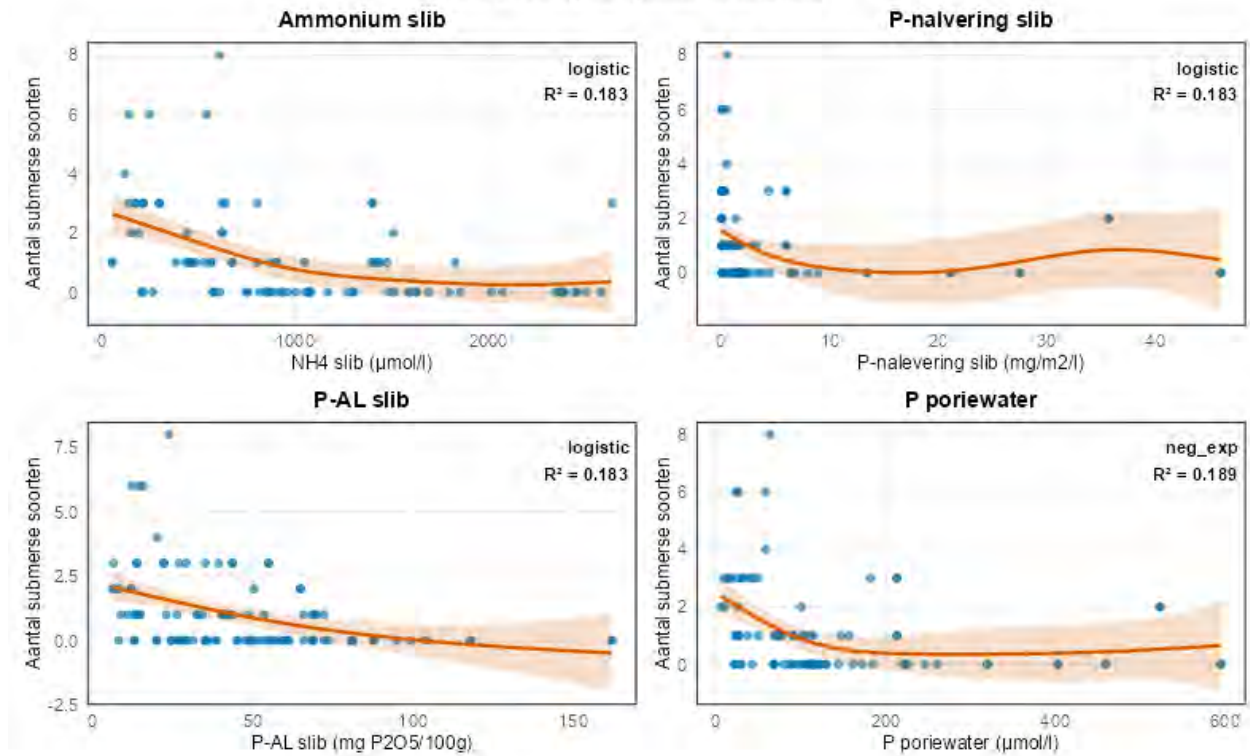 Ammonium slib
Aantal submerse soorten
8
6
4
2
0
logistic
R² = 0.183
0
1000
2000
NH4 slib (µmol/l)
P-nalvering slib
Aantal submerse soorten
8
6
4
2
0
logistic
R² = 0.183
0
10
20
30
40
P-nalevering slib (mg/m2/l)
P-AL slib
Aantal submerse soorten
7.5
5.0
2.5
0.0
-2.5
logistic
R² = 0.183
0
50
100
150
P-AL slib (mg P2O5/100g)
P poriewater
Aantal submerse soorten
8
6
4
2
0
neg_exp
R² = 0.189
0
200
400
600
P poriewater (µmol/l)